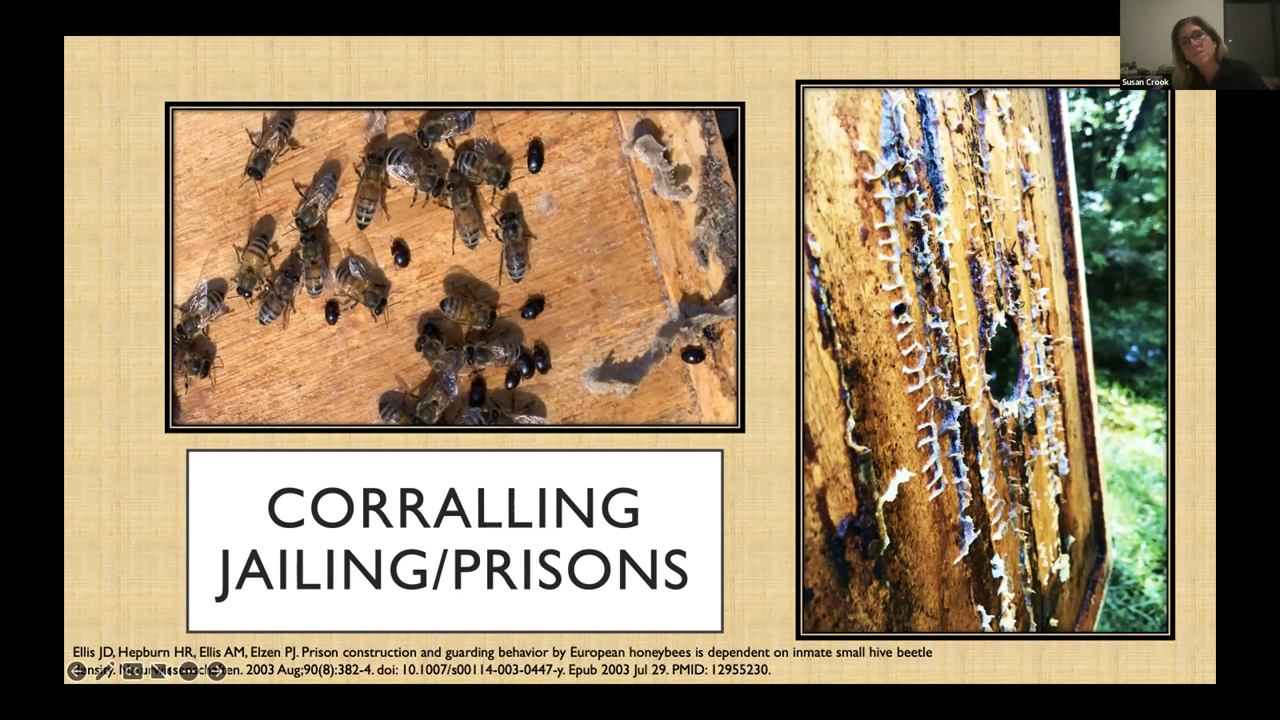 Susan Crook
CORRALLING
JAILING/PRISONS
Ellis JD, Hepburn HR, Ellis AM, Elzen PJ. Prison construction and guarding behavior by European honeybees is dependent on inmate small hive beetle
2003 Aug;90(8):382-4. doi: 10.1007/s00114-003-0447-y. Epub 2003 Jul 29. PMID: 12955230.